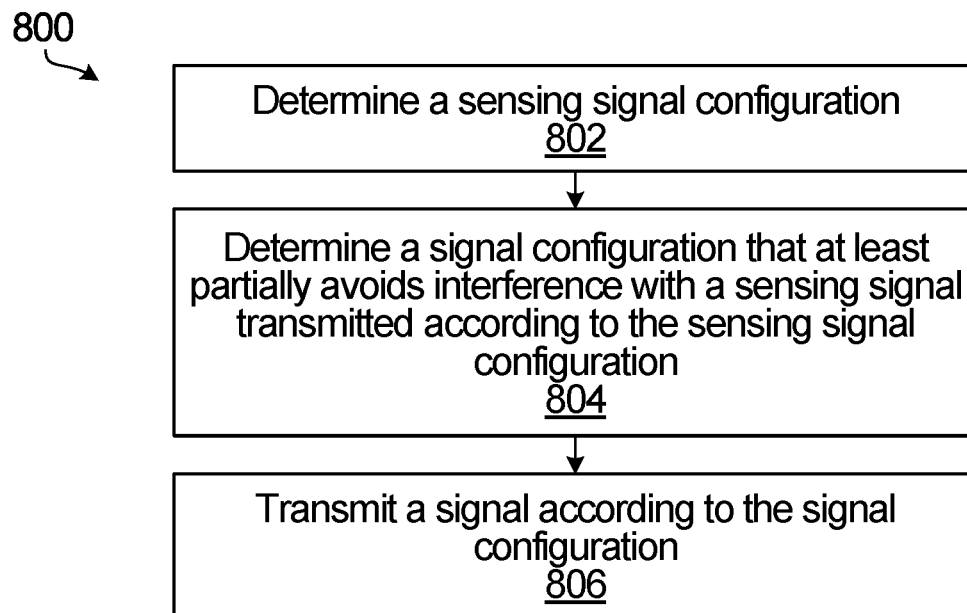 800
Determine a sensing signal configuration
802
Determine a signal configuration that at least
partially avoids interference with a sensing signal
transmitted according to the sensing signal
configuration
804
Transmit a signal according to the signal
configuration
806